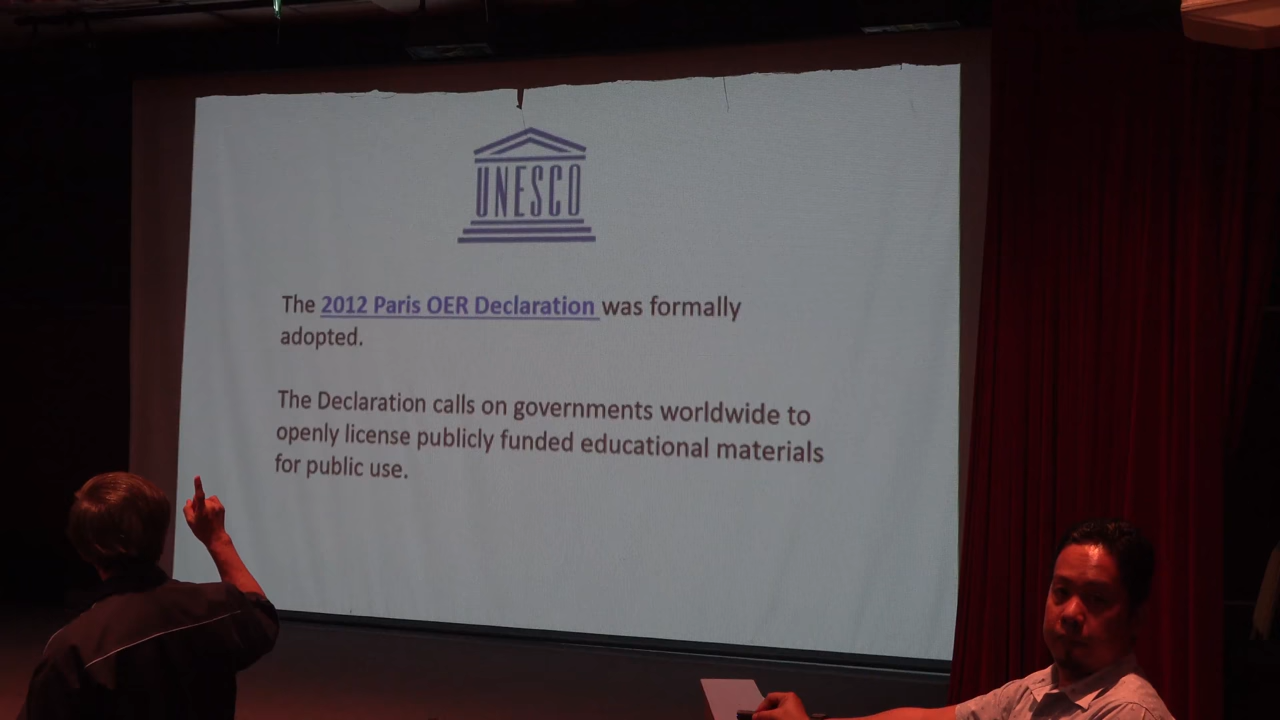 UNESCO
The 2012 Paris OER Declaration was formally
adopted.
The Declaration calls on governments worldwide to
openly license publicly funded educational materials
for public use.